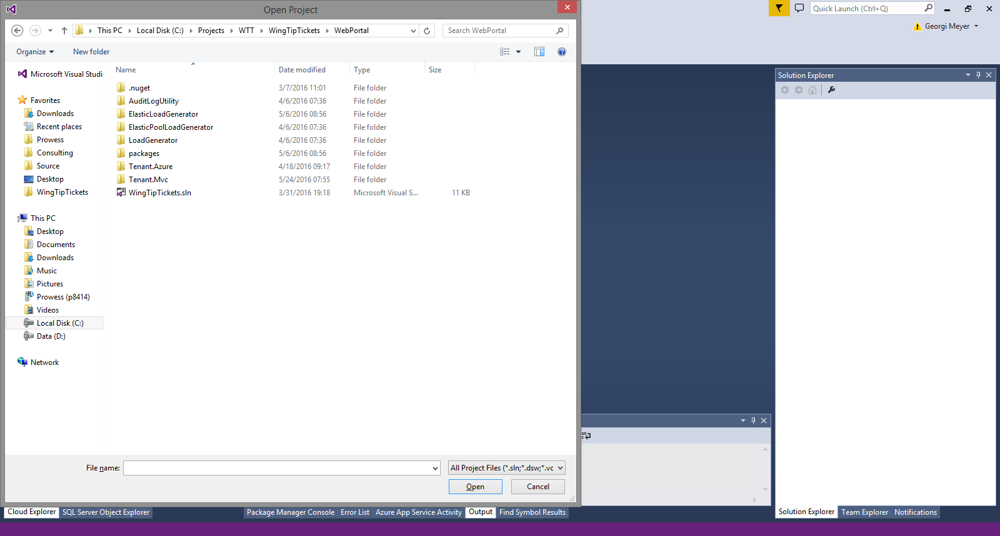 Open Project
Quick Launch (Ctrl+Q)
Georgi Meyer
This PC Local Disk (C:) Projects WTT WingTipTickets WebPortal
Search WebPortal
Organize New folder
Name Date modified Type Size
Microsoft Visual Studi
.nuget 3/7/2016 11:01 File folder
AuditLogUtility 4/6/2016 07:36 File folder
ElasticLoadGenerator 5/6/2016 08:56 File folder
ElasticPoolLoadGenerator 4/6/2016 07:36 File folder
LoadGenerator 4/6/2016 07:36 File folder
packages 5/6/2016 08:56 File folder
Tenant.Azure 4/18/2016 09:17 File folder
Tenant.Mvc 5/24/2016 07:55 File folder
WingTipTickets.sln 3/31/2016 19:18 Microsoft Visual S... 11 KB
Favorites
Downloads
Recent places
Prowess
Consulting
Source
Desktop
WingTipTickets
This PC
Desktop
Documents
Downloads
Music
Pictures
Prowess (p8414)
Videos
Local Disk (C:)
Data (D:)
Network
File name:
All Project Files (*.sln;*.dsw;*.vc
Open Cancel
Solution Explorer
Cloud Explorer SQL Server Object Explorer
Package Manager Console Error List Azure App Service Activity Output Find Symbol Results
Solution Explorer Team Explorer Notifications